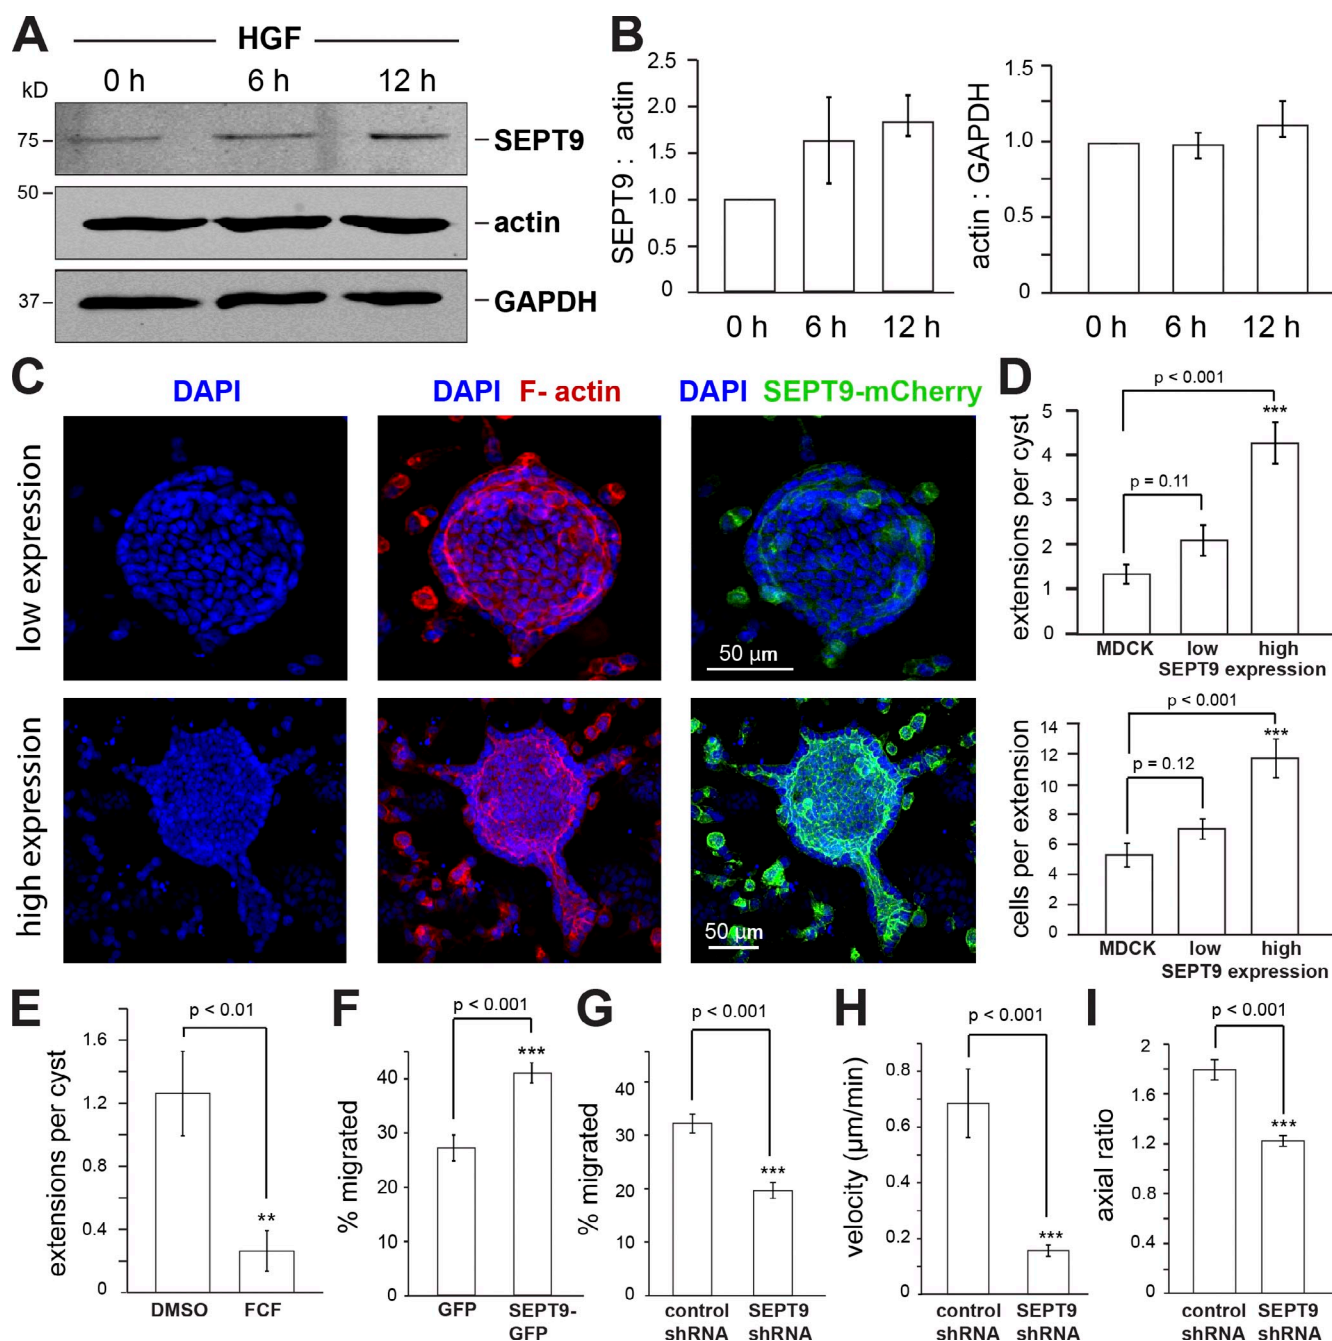 A
HGF
0 h 6 h 12 h
kD
75
SEPT9
50
actin
37
GAPDH
B
SEPT9 : actin
2.5
2.0
1.5
1.0
0.5
0
0 h 6 h 12 h
actin : GAPDH
1.5
1.0
0.5
0
0 h 6 h 12 h
C
DAPI
DAPI F- actin
DAPI SEPT9-mCherry
low expression
50 µm
high expression
50 µm
D
p < 0.001
***
p = 0.11
extensions per cyst
5
4
3
2
1
0
MDCK low high
SEPT9 expression
p < 0.001
***
p = 0.12
cells per extension
14
12
10
8
6
4
2
0
MDCK low high
SEPT9 expression
E
p < 0.01
extensions per cyst
1.6
1.2
0.8
0.4
0
**
DMSO FCF
F
p < 0.001
***
% migrated
40
30
20
10
0
GFP SEPT9-
GFP
G
p < 0.001
% migrated
40
30
20
10
0
***
control SEPT9
shRNA shRNA
H
p < 0.001
velocity (µm/min)
0.8
0.6
0.4
0.2
0
***
control SEPT9
shRNA shRNA
I
p < 0.001
axial ratio
2
1.6
1.2
0.8
0.4
0
***
control SEPT9
shRNA shRNA